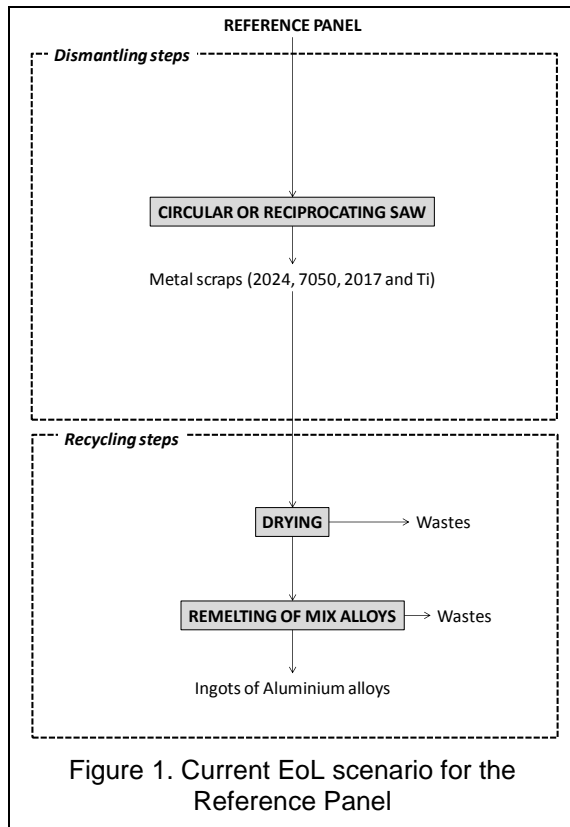 REFERENCE PANEL
Dismantling steps
CIRCULAR OR RECIPROCATING SAW
Metal scraps (2024, 7050, 2017 and Ti)
Recycling steps
DRYING
Wastes
REMELTING OF MIX ALLOYS
Wastes
Ingots of Aluminium alloys
Figure 1. Current EoL scenario for the
Reference Panel